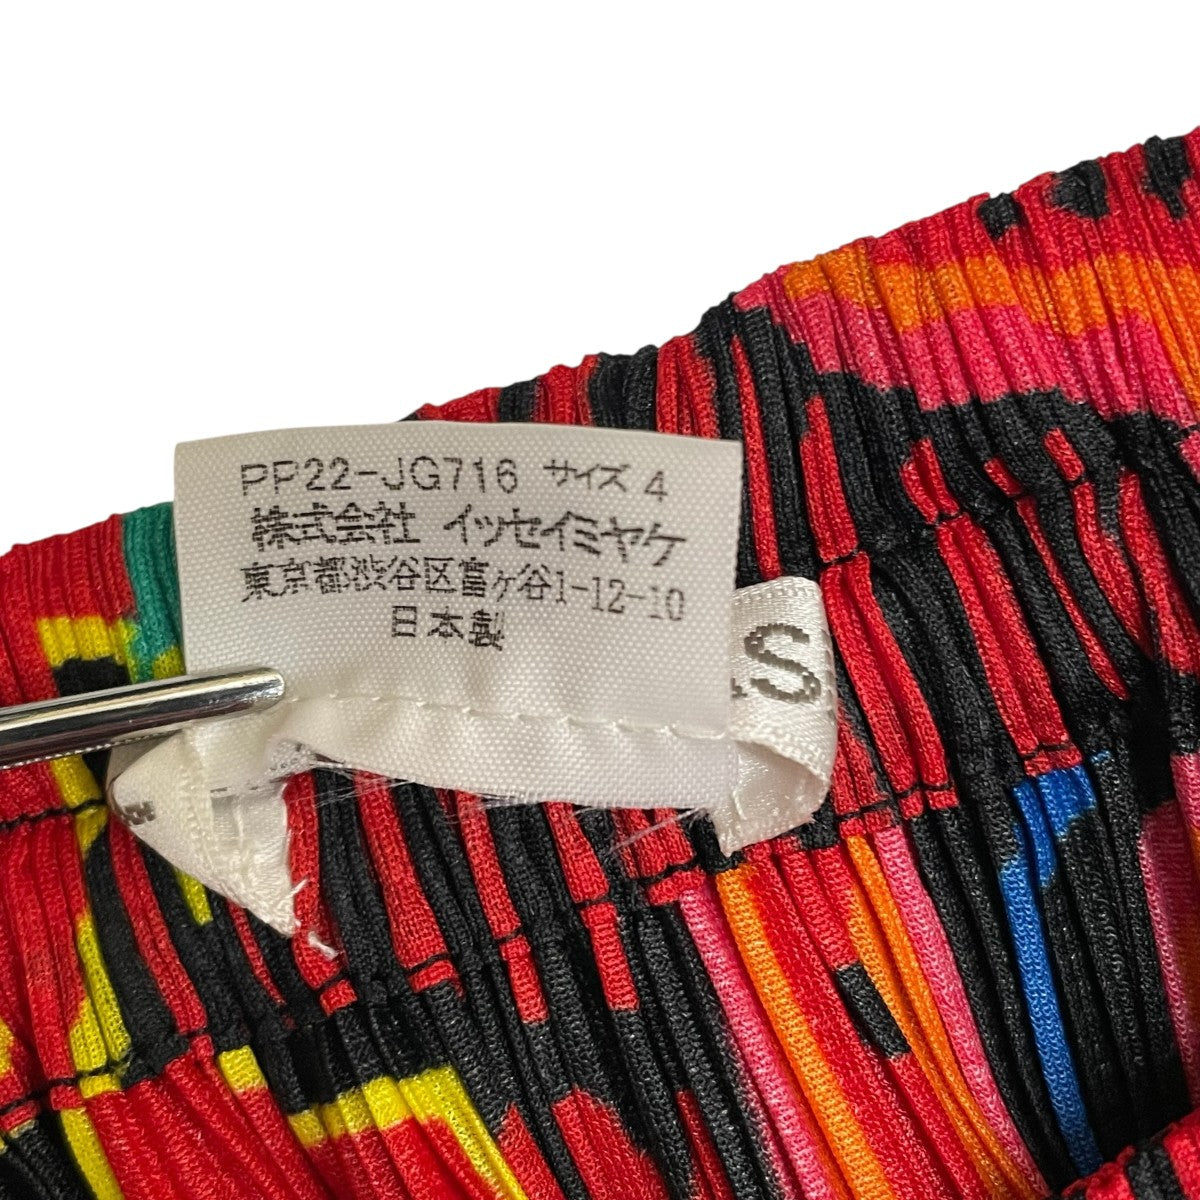 PP22-JG716 サイズ 4
株式会社 イッセイミヤケ
東京都渋谷区富ヶ谷1-12-10
日本製